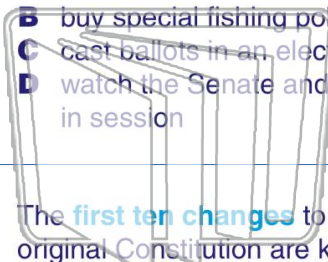 B buy special fishing po
C cast ballots in an elec
D watch the Senate and
in session
The first ten changes to
original Constitution are k